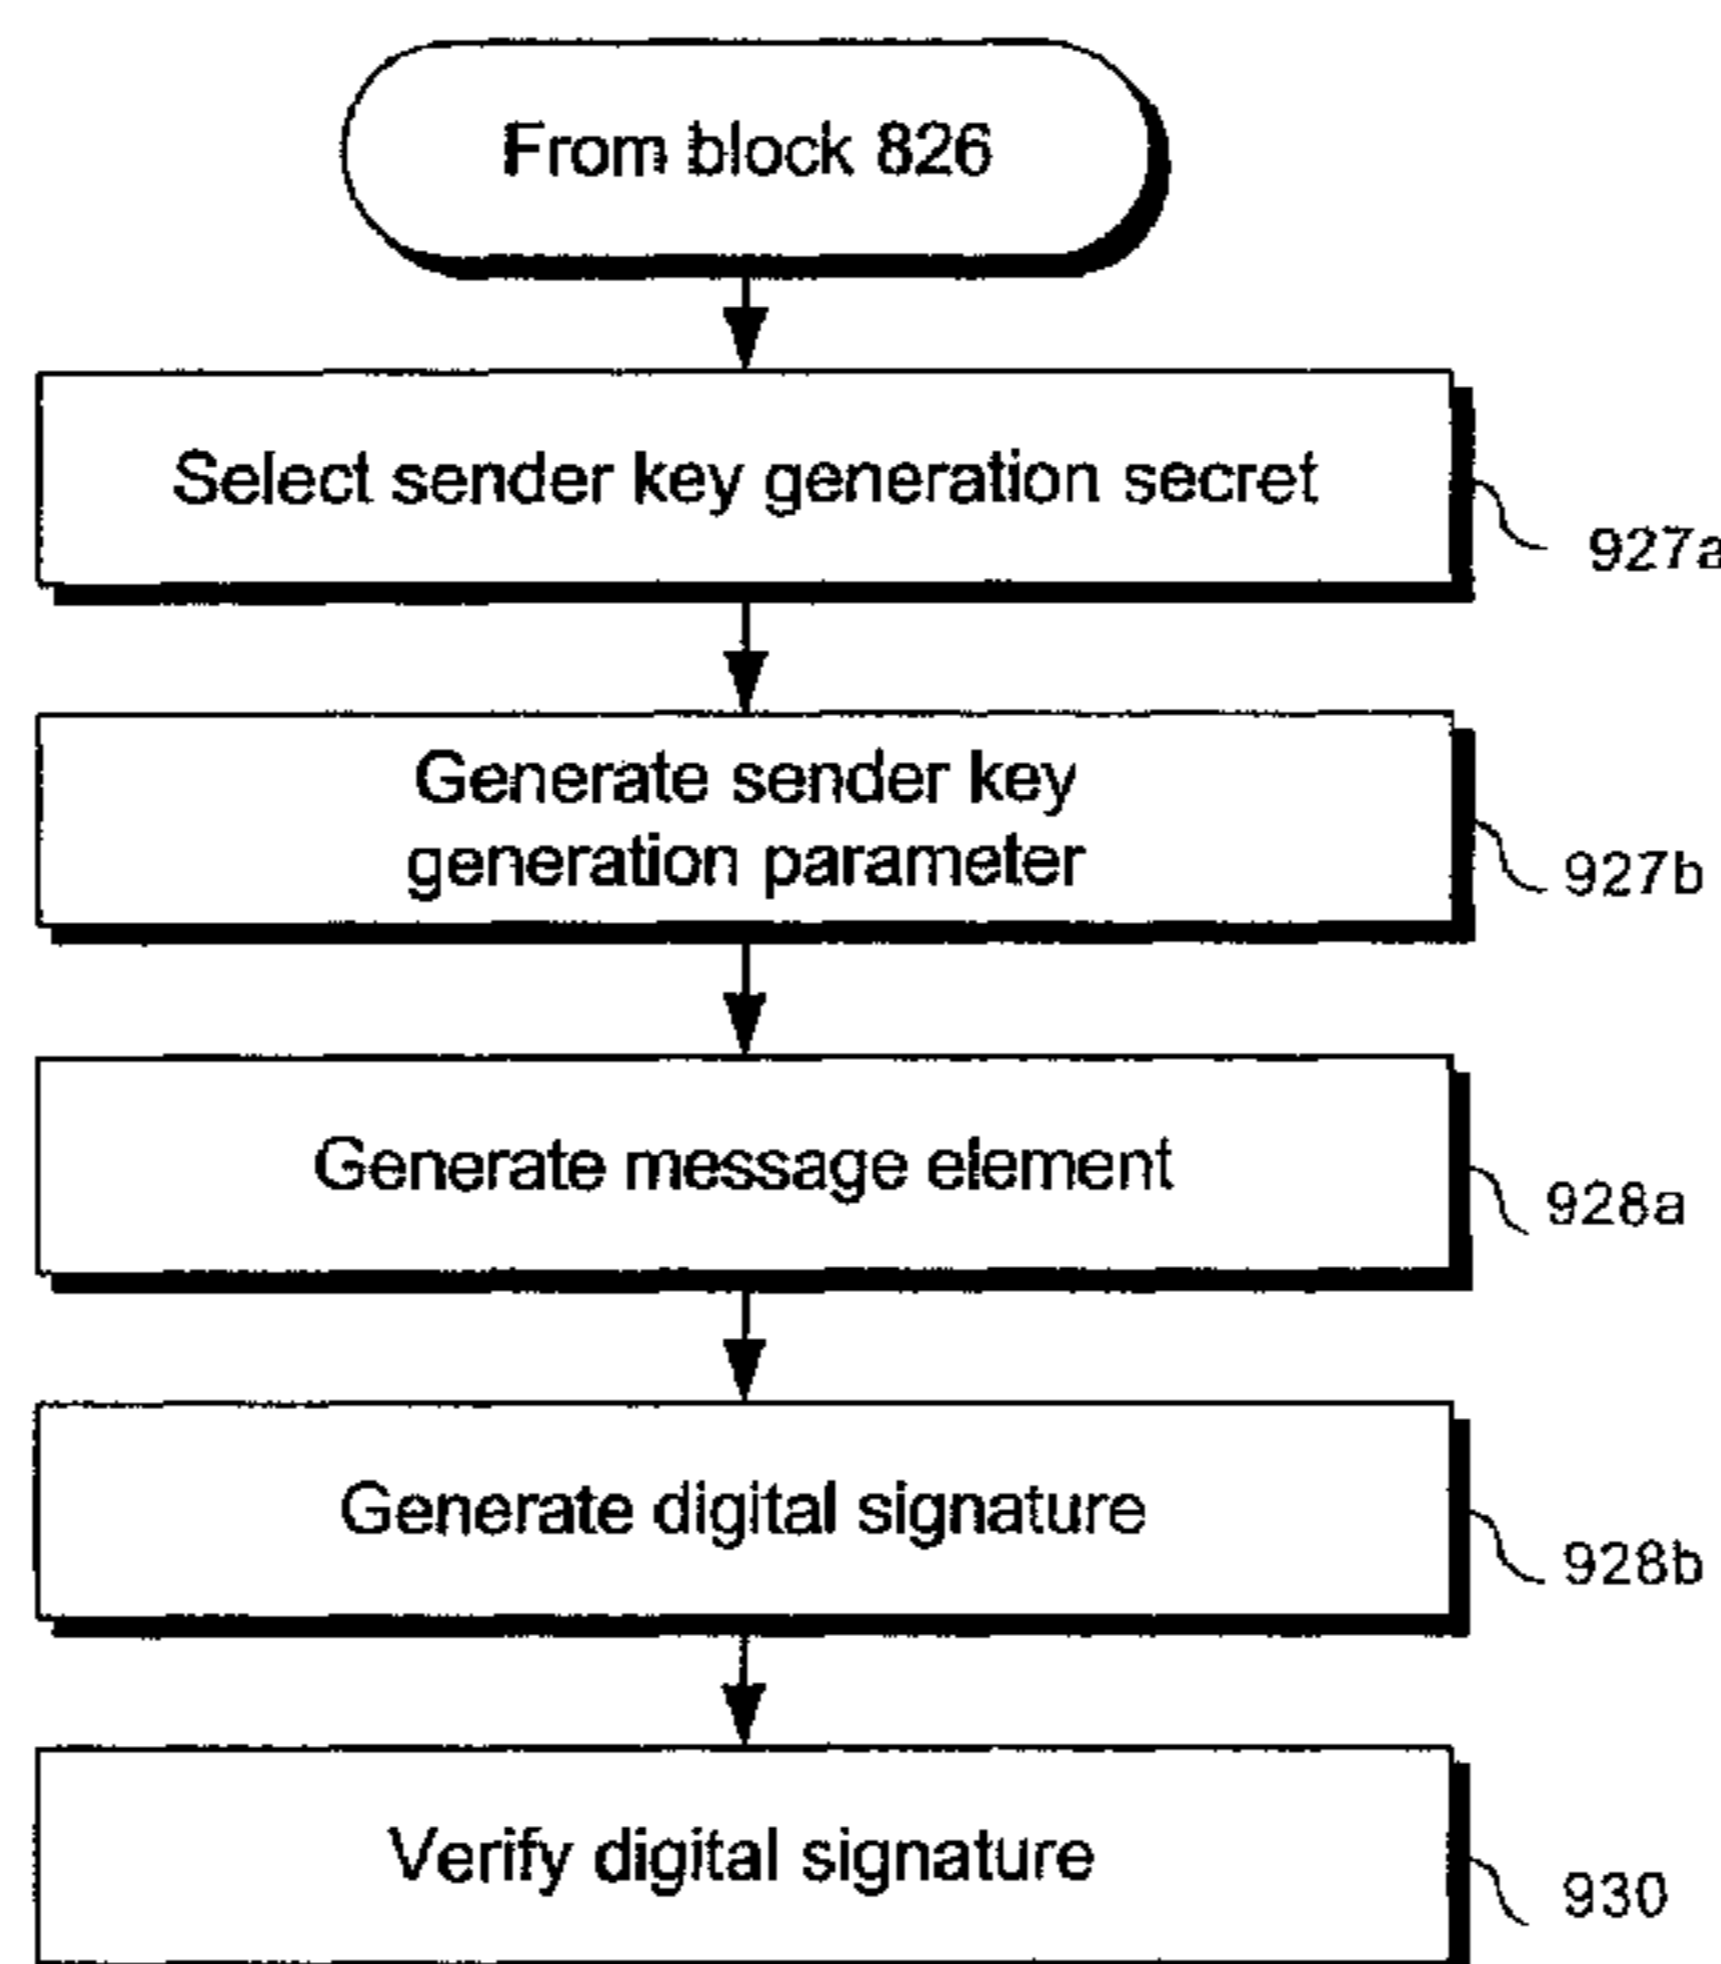 From block 826
Select sender key generation secret
927a
Generate sender key
generation parameter
927b
Generate message element
928a
Generate digital signature
928b
Verify digital signature
930